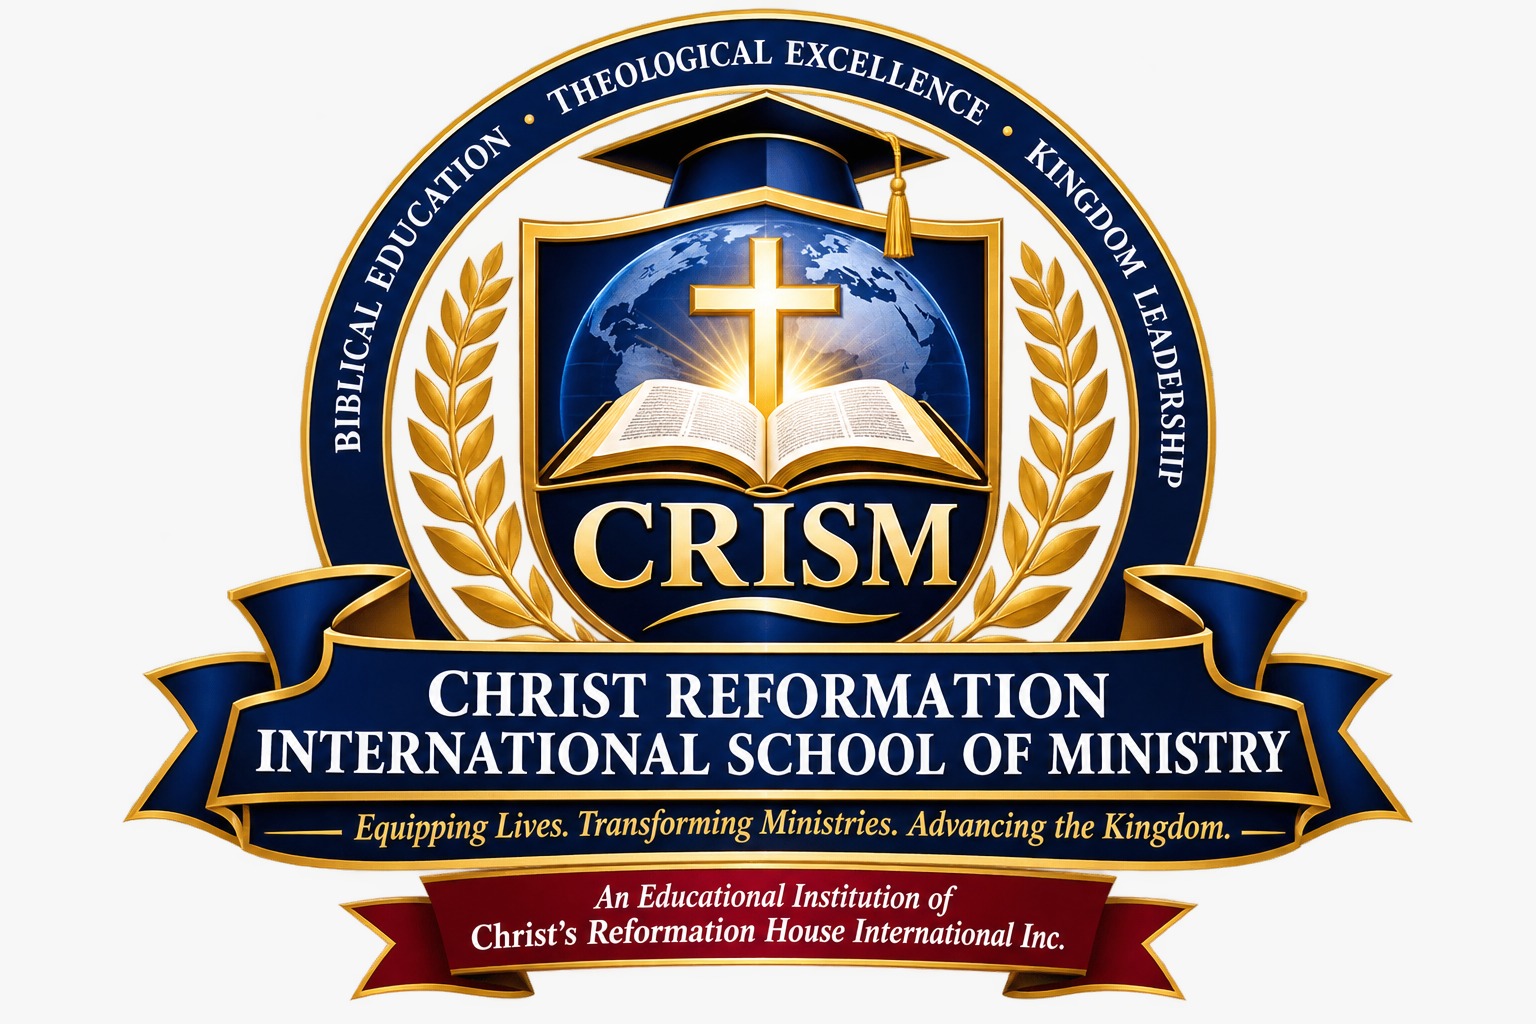 BIBLICAL EDUCATION • THEOLOGICAL EXCELLENCE • KINGDOM LEADERSHIP
CRISM
CHRIST REFORMATION
INTERNATIONAL SCHOOL OF MINISTRY
Equipping Lives. Transforming Ministries. Advancing the Kingdom.
An Educational Institution of
Christ's Reformation House International Inc.